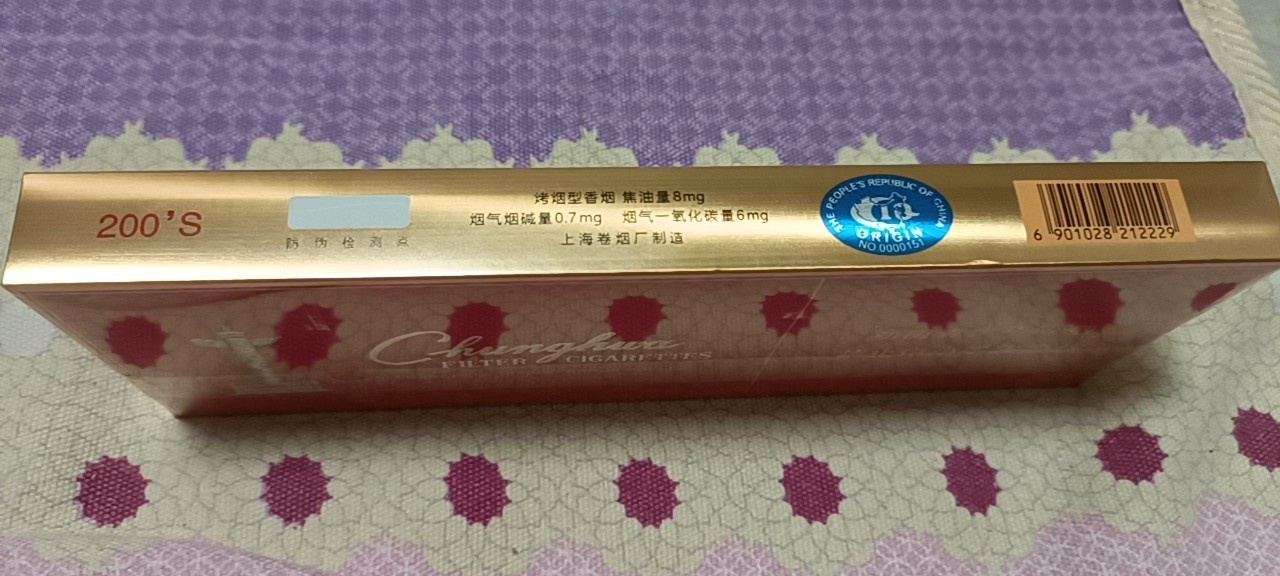 200'S
防伪检测点
烤烟型香烟 焦油量8mg
烟气烟碱量0.7mg 烟气一氧化碳量6mg
上海卷烟厂制造
THE PEOPLE'S REPUBLIC OF CHINA
CIQ
ORIGIN
NO 0000151
6 901028 212229
Chunghwa
FILTER CIGARETTES